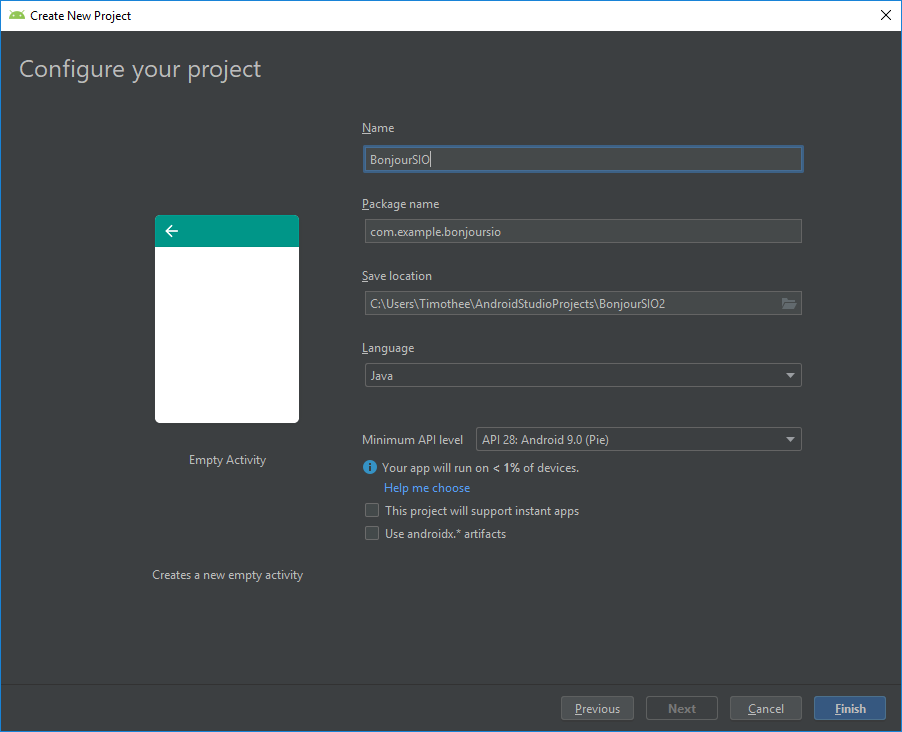 Create New Project
Configure your project
Name
BonjourSIO
Package name
com.example.bonjoursio
Save location
C:\Users\Timothee\AndroidStudioProjects\BonjourSIO2
Language
Java
Minimum API level API 28: Android 9.0 (Pie)
Your app will run on < 1% of devices.
Help me choose
This project will support instant apps
Use androidx.* artifacts
Empty Activity
Creates a new empty activity
Previous Next Cancel Finish